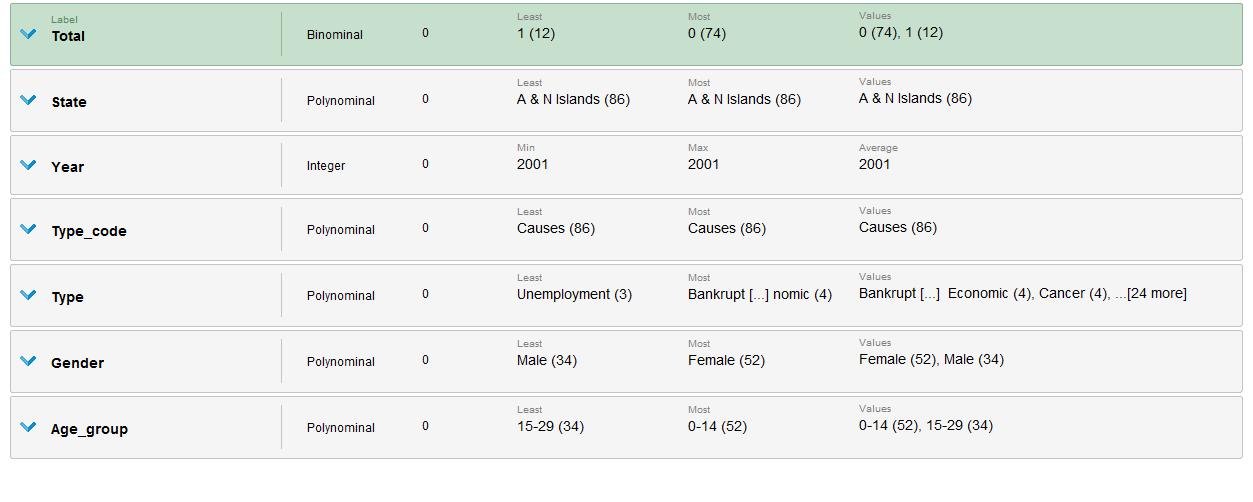 Label Least Most Values
Total Binominal 0 1 (12) 0 (74) 0 (74), 1 (12)
Least Most Values
State Polynominal 0 A & N Islands (86) A & N Islands (86) A & N Islands (86)
Min Max Average
Year Integer 0 2001 2001 2001
Least Most Values
Type_code Polynominal 0 Causes (86) Causes (86) Causes (86)
Least Most Values
Type Polynominal 0 Unemployment (3) Bankrupt [...] nomic (4) Bankrupt [...] Economic (4), Cancer (4), ...[24 more]
Least Most Values
Gender Polynominal 0 Male (34) Female (52) Female (52), Male (34)
Least Most Values
Age_group Polynominal 0 15-29 (34) 0-14 (52) 0-14 (52), 15-29 (34)